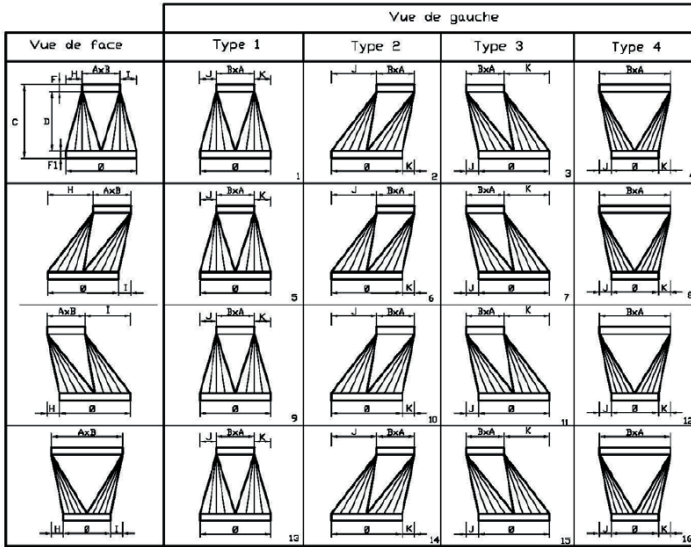 Vue de gauche
Vue de face Type 1 Type 2 Type 3 Type 4
H AxB I J BxA K J BxA BxA K BxA
F C D F1
Ø Ø Ø K J Ø J Ø K
1 2 3 4
H AxB J BxA K J BxA BxA K BxA
Ø I Ø Ø K J Ø J Ø K
5 6 7 8
AxB I J BxA K J BxA BxA K BxA
H Ø Ø Ø K J Ø J Ø K
9 10 11 12
AxB J BxA K J BxA BxA K BxA
H Ø I Ø Ø K J Ø J Ø K
13 14 15 16